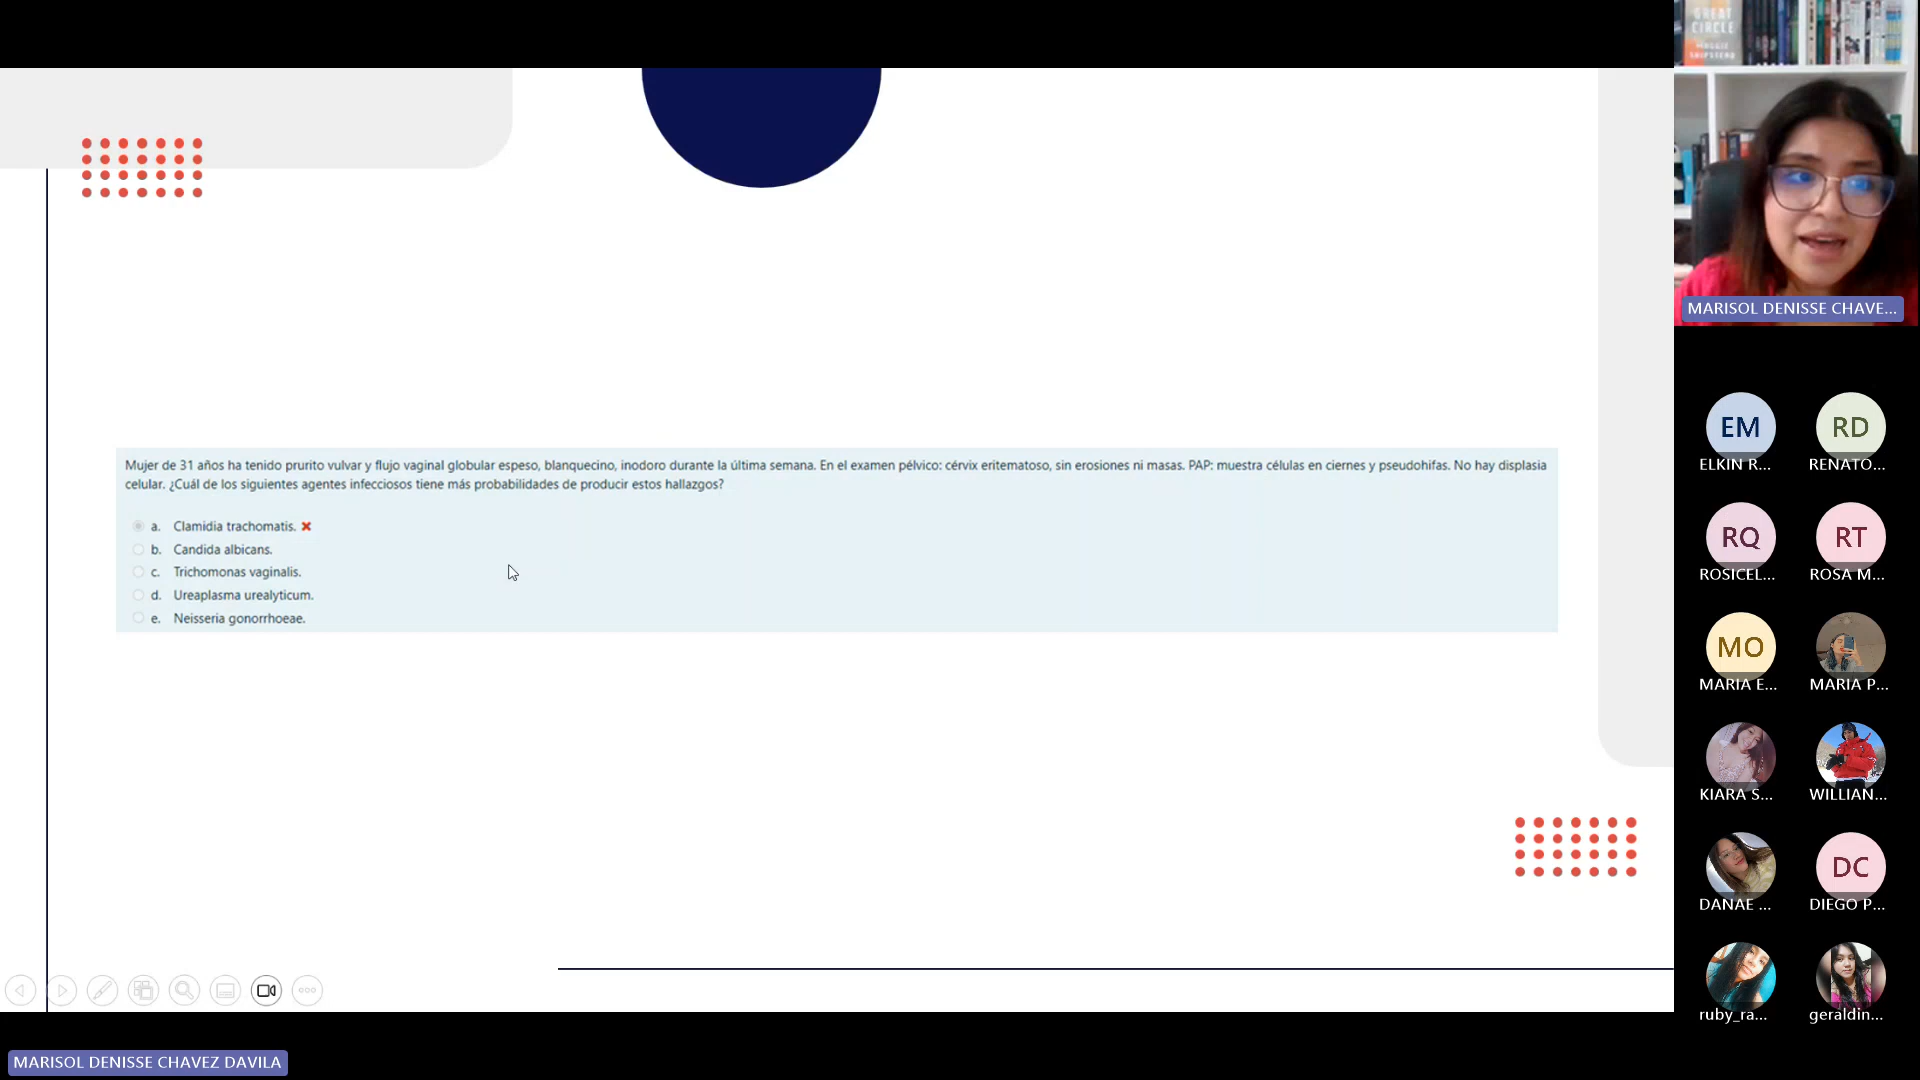 GREAT
CIRCLE
MAGGIE
SHIPSTEAD
MARISOL DENISSE CHAVE...
Mujer de 31 años ha tenido prurito vulvar y flujo vaginal globular espeso, blanquecino, inodoro durante la última semana. En el examen pélvico: cérvix eritematoso, sin erosiones ni masas. PAP: muestra células en ciernes y pseudohifas. No hay displasia
celular. ¿Cuál de los siguientes agentes infecciosos tiene más probabilidades de producir estos hallazgos?
a. Clamidia trachomatis.
b. Candida albicans.
c. Trichomonas vaginalis.
d. Ureaplasma urealyticum.
e. Neisseria gonorrhoeae.
EM
ELKIN R...
RD
RENATO...
RQ
ROSICEL...
RT
ROSA M...
MO
MARIA E...
MARIA P...
KIARA S...
WILLIAN...
DANAE ...
DC
DIEGO P...
ruby_ra...
geraldin...
MARISOL DENISSE CHAVEZ DAVILA